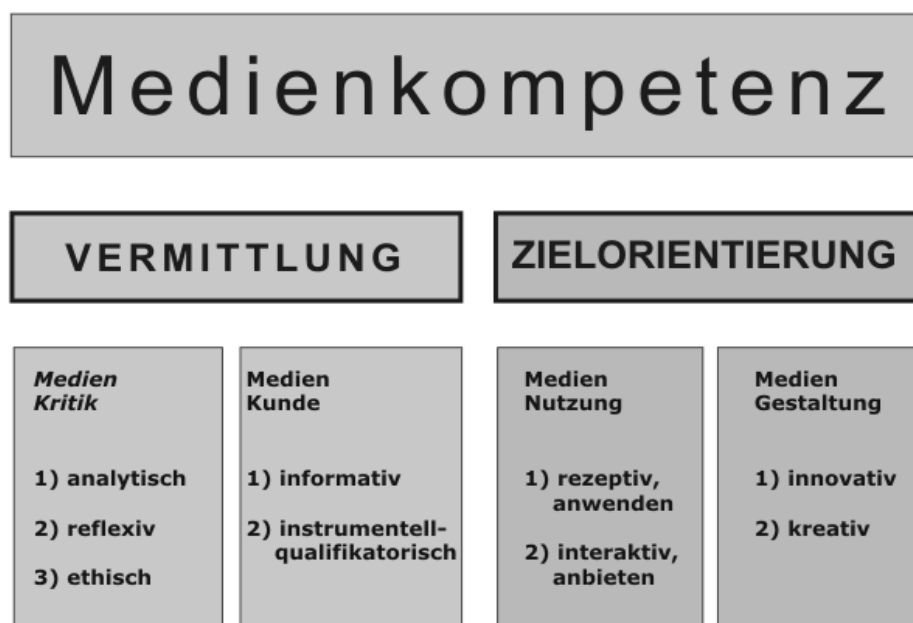 Medienkompetenz
VERMITTLUNG
ZIELORIENTIERUNG
Medien
Kritik
1) analytisch
2) reflexiv
3) ethisch
Medien
Kunde
1) informativ
2) instrumentell-
qualifikatorisch
Medien
Nutzung
1) rezeptiv,
anwenden
2) interaktiv,
anbieten
Medien
Gestaltung
1) innovativ
2) kreativ